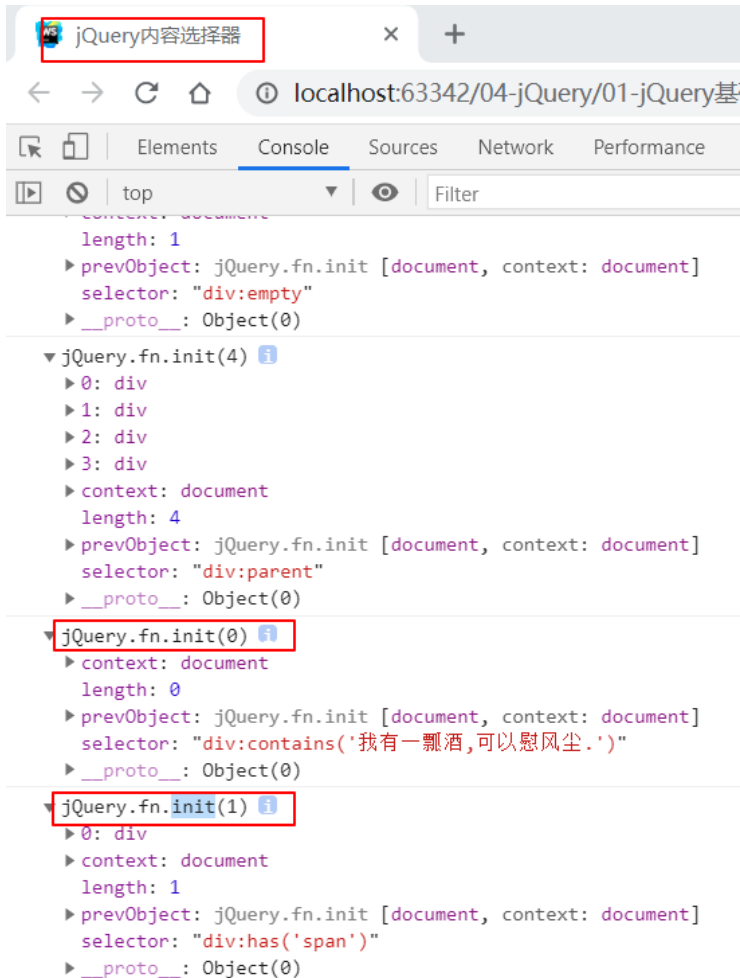 jQuery内容选择器
localhost:63342/04-jQuery/01-jQuery基
Elements Console Sources Network Performance
top Filter
context: document
length: 1
prevObject: jQuery.fn.init [document, context: document]
selector: "div:empty"
__proto__: Object(0)
jQuery.fn.init(4)
0: div
1: div
2: div
3: div
context: document
length: 4
prevObject: jQuery.fn.init [document, context: document]
selector: "div:parent"
__proto__: Object(0)
jQuery.fn.init(0)
context: document
length: 0
prevObject: jQuery.fn.init [document, context: document]
selector: "div:contains('我有一瓢酒,可以慰风尘.')"
__proto__: Object(0)
jQuery.fn.init(1)
0: div
context: document
length: 1
prevObject: jQuery.fn.init [document, context: document]
selector: "div:has('span')"
__proto__: Object(0)